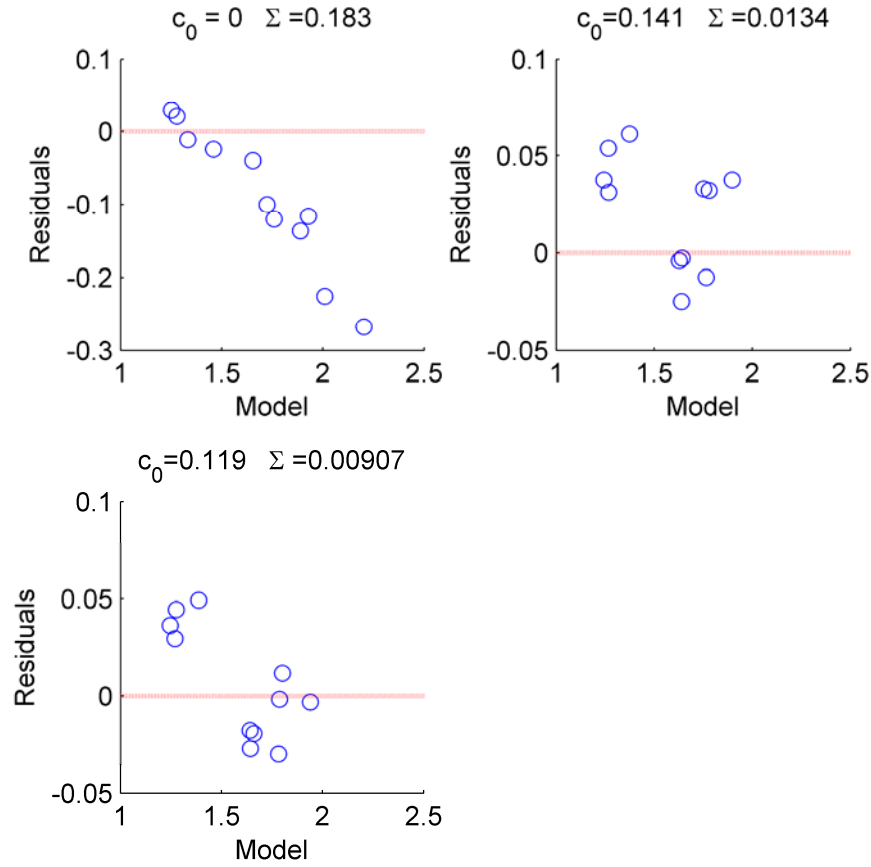 c0 = 0 Σ =0.183
0.1
0
-0.1
-0.2
-0.3
Residuals
1 1.5 2 2.5
Model
c0=0.141 Σ =0.0134
0.1
0.05
0
-0.05
Residuals
1 1.5 2 2.5
Model
c0=0.119 Σ =0.00907
0.1
0.05
0
-0.05
Residuals
1 1.5 2 2.5
Model